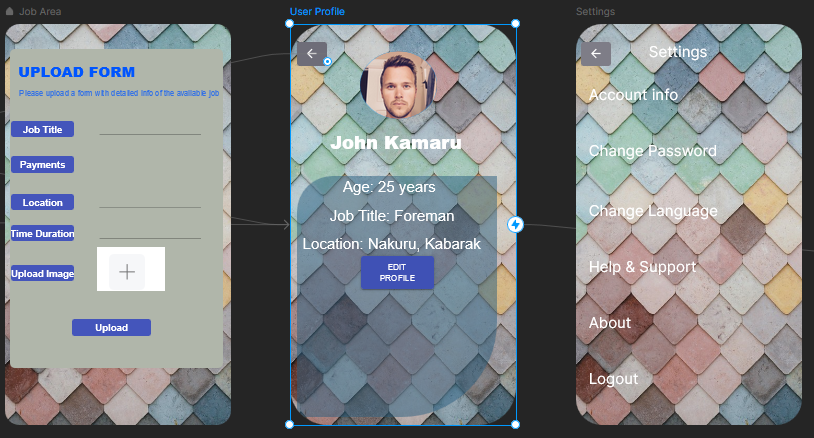 Job Area
User Profile
Settings
UPLOAD FORM
Please upload a form with detailed info of the available job
Job Title
Payments
Location
Time Duration
Upload Image
Upload
John Kamaru
Age: 25 years
Job Title: Foreman
Location: Nakuru, Kabarak
EDIT
PROFILE
Settings
Account info
Change Password
Change Language
Help & Support
About
Logout